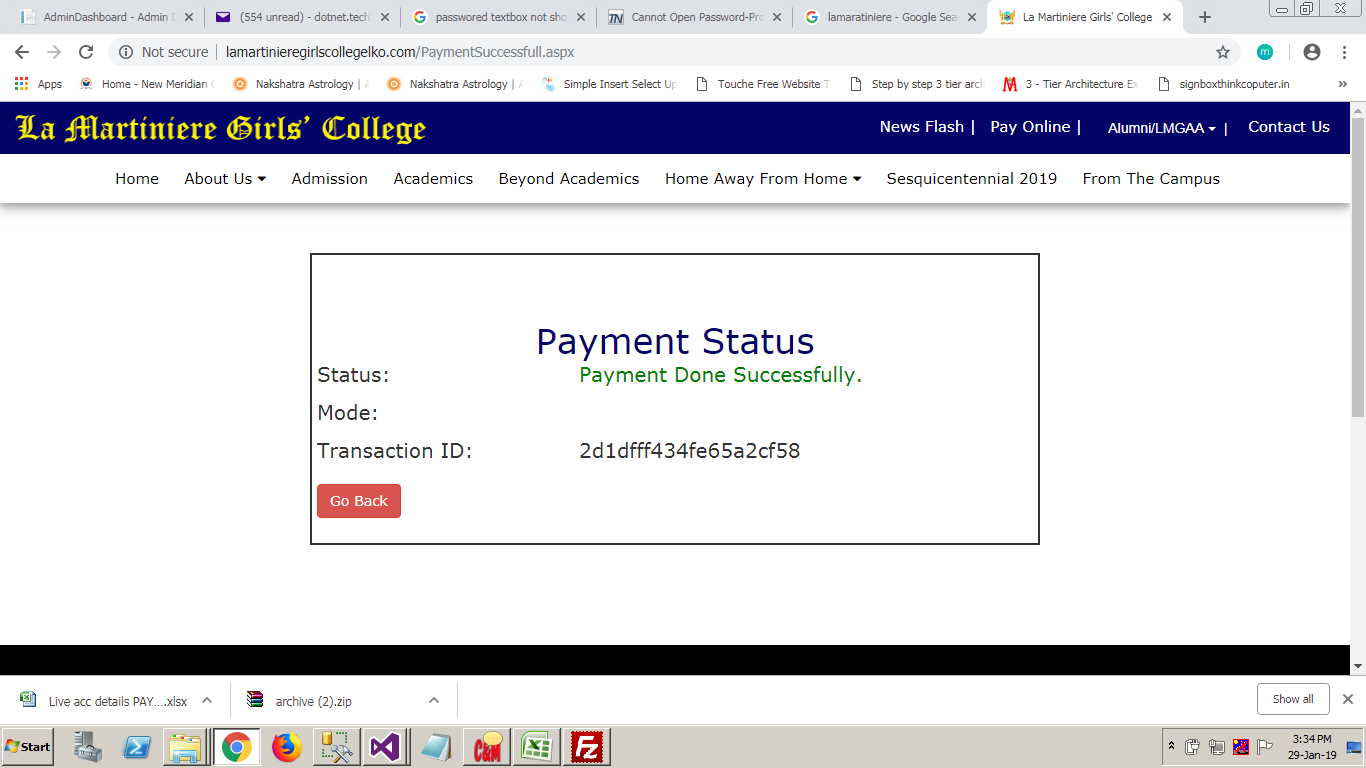 AdminDashboard - Admin
(554 unread) - dotnet.tech
passwored textbox not sho
Cannot Open Password-Pro
lamaratiniere - Google Sea
La Martiniere Girls' College
Not secure | lamartinieregirlscollegelko.com/PaymentSuccessfull.aspx
m
Apps
Home - New Meridian
Nakshatra Astrology |
Nakshatra Astrology |
Simple Insert Select Up
Touche Free Website T
Step by step 3 tier arch
3 - Tier Architecture Ex
signboxthinkcoputer.in
»
La Martiniere Girls' College
News Flash | Pay Online | Alumni/LMGAA | Contact Us
Home About Us Admission Academics Beyond Academics Home Away From Home Sesquicentennial 2019 From The Campus
Payment Status
Status: Payment Done Successfully.
Mode:
Transaction ID: 2d1dfff434fe65a2cf58
Go Back
Live acc details PAY....xlsx
archive (2).zip
Show all
Start
C&M
Fz
3:34 PM
29-Jan-19